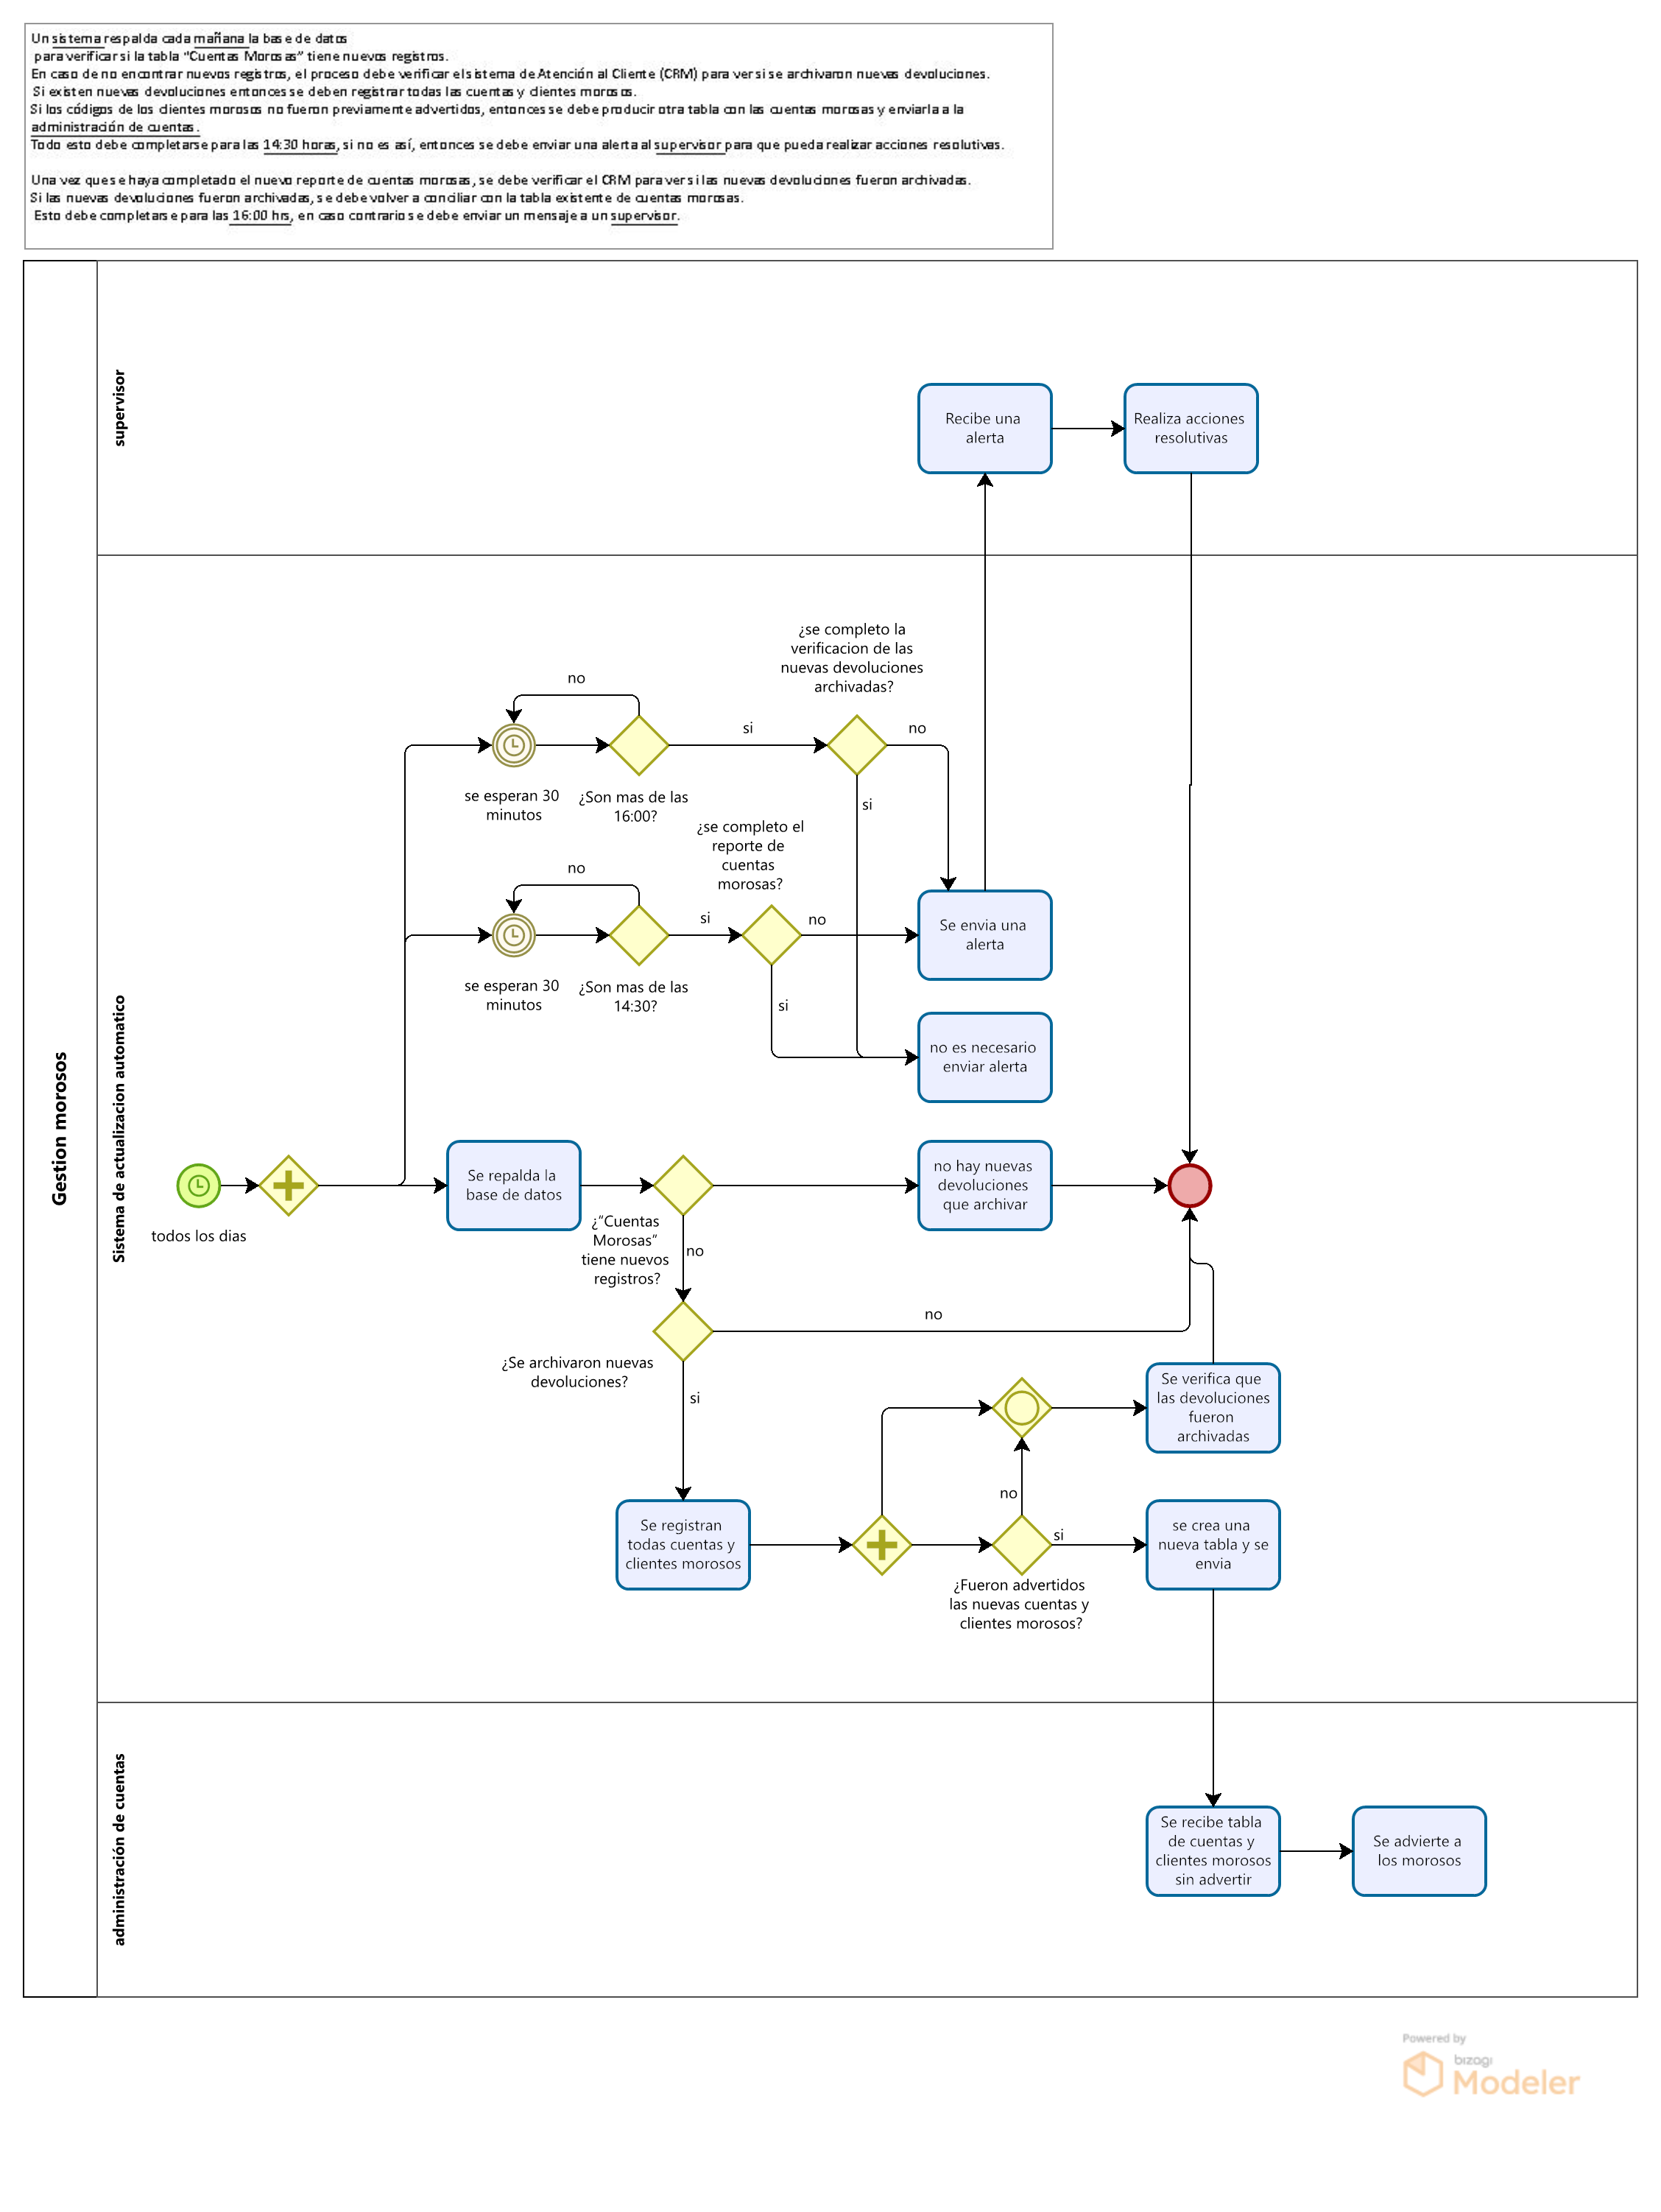 Un sistema respalda cada mañana la base de datos
para verificar si la tabla "Cuentas Morosas" tiene nuevos registros.
En caso de no encontrar nuevos registros, el proceso debe verificar el sistema de Atención al Cliente (CRM) para ver si se archivaron nuevas devoluciones.
Si existen nuevas devoluciones entonces se deben registrar todas las cuentas y clientes morosos.
Si los códigos de los clientes morosos no fueron previamente advertidos, entonces se debe producir otra tabla con las cuentas morosas y enviarla a la
administración de cuentas.
Todo esto debe completarse para las 14:30 horas, si no es así, entonces se debe enviar una alerta al supervisor para que pueda realizar acciones resolutivas.
Una vez que se haya completado el nuevo reporte de cuentas morosas, se debe verificar el CRM para ver si las nuevas devoluciones fueron archivadas.
Si las nuevas devoluciones fueron archivadas, se debe volver a conciliar con la tabla existente de cuentas morosas.
Esto debe completarse para las 16:00 hrs, en caso contrario se debe enviar un mensaje a un supervisor.
Gestion morosos
supervisor
Recibe una
alerta
Realiza acciones
resolutivas
Sistema de actualizacion automatico
¿se completo la
verificacion de las
nuevas devoluciones
archivadas?
no
si
no
se esperan 30
minutos
¿Son mas de las
16:00?
si
¿se completo el
reporte de
cuentas
morosas?
no
si
no
Se envia una
alerta
se esperan 30
minutos
¿Son mas de las
14:30?
si
no es necesario
enviar alerta
todos los dias
Se repalda la
base de datos
¿"Cuentas
Morosas"
tiene nuevos
registros?
no
no hay nuevas
devoluciones
que archivar
no
¿Se archivaron nuevas
devoluciones?
si
Se verifica que
las devoluciones
fueron
archivadas
no
Se registran
todas cuentas y
clientes morosos
si
¿Fueron advertidos
las nuevas cuentas y
clientes morosos?
se crea una
nueva tabla y se
envia
administración de cuentas
Se recibe tabla
de cuentas y
clientes morosos
sin advertir
Se advierte a
los morosos
Powered by
bizagi
Modeler